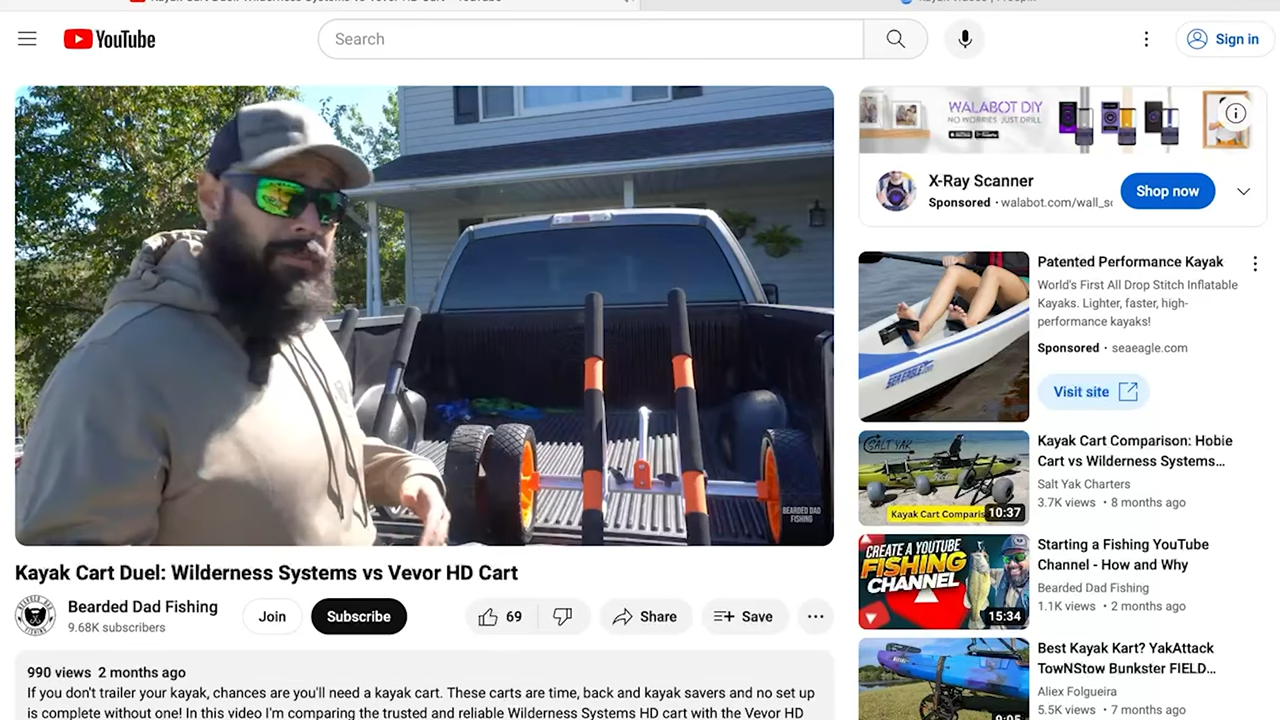 YouTube
Search
Sign in
WALABOT DIY
NO WORRIES JUST DRILL
X-Ray Scanner
Sponsored · walabot.com/wall_sc
Shop now
BEARDED DAD
FISHING
Patented Performance Kayak
World's First All Drop Stitch Inflatable
Kayaks. Lighter, faster, high-
performance kayaks!
Sponsored · seaeagle.com
Visit site
SEA EAGLE.com
SALT YAK
Kayak Cart Comparis
10:37
Kayak Cart Comparison: Hobie
Cart vs Wilderness Systems…
Salt Yak Charters
3.7K views · 8 months ago
CREATE A YOUTUBE
FISHING
CHANNEL
15:34
Starting a Fishing YouTube
Channel - How and Why
Bearded Dad Fishing
1.1K views · 2 months ago
Best Kayak Kart? YakAttack
TowNStow Bunkster FIELD…
Aliex Folgueira
5.5K views · 7 months ago
9:05
Kayak Cart Duel: Wilderness Systems vs Vevor HD Cart
Bearded Dad Fishing
9.68K subscribers
Join
Subscribe
69
Share
Save
990 views 2 months ago
If you don't trailer your kayak, chances are you'll need a kayak cart. These carts are time, back and kayak savers and no set up
is complete without one! In this video I'm comparing the trusted and reliable Wilderness Systems HD cart with the Vevor HD